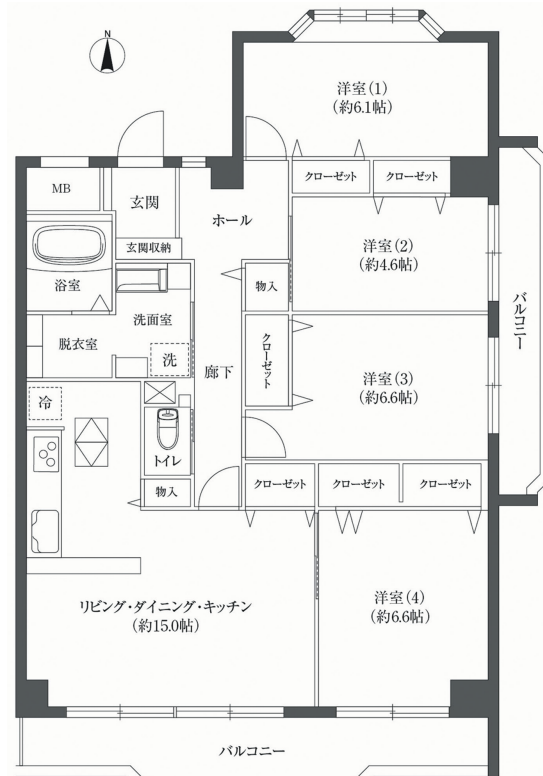 N
洋室(1)
(約6.1帖)
クローゼット
クローゼット
MB
玄関
ホール
玄関収納
洋室(2)
(約4.6帖)
バルコニー
浴室
物入
洗面室
脱衣室
洗
廊下
クローゼット
洋室(3)
(約6.6帖)
冷
トイレ
物入
クローゼット
クローゼット
クローゼット
リビング・ダイニング・キッチン
(約15.0帖)
洋室(4)
(約6.6帖)
バルコニー